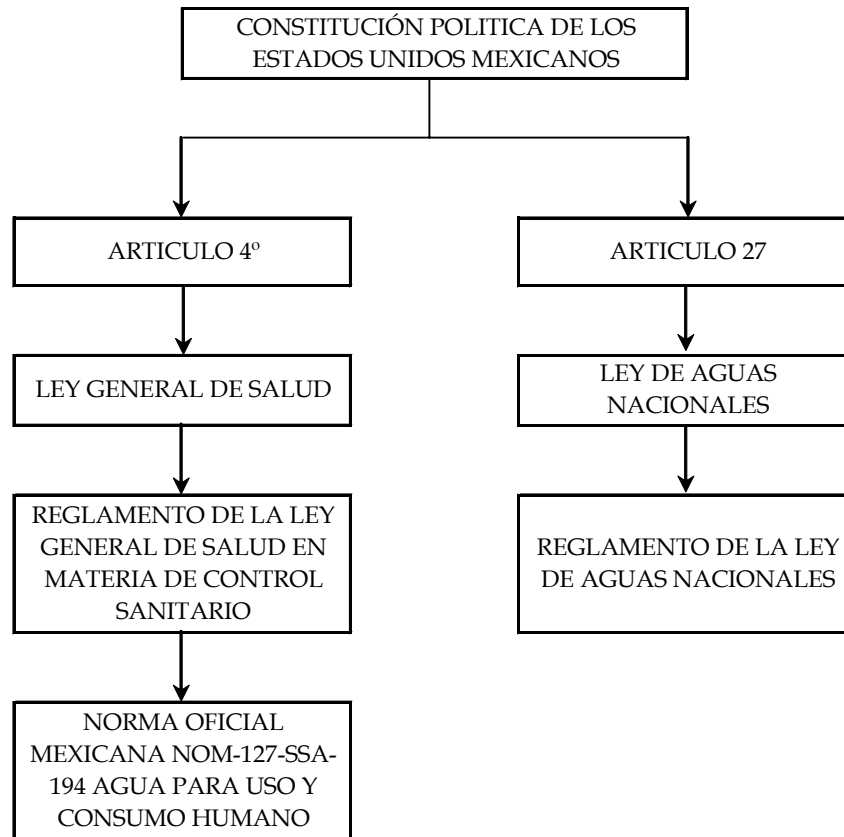 CONSTITUCIÓN POLITICA DE LOS
ESTADOS UNIDOS MEXICANOS
ARTICULO 4º
ARTICULO 27
LEY GENERAL DE SALUD
LEY DE AGUAS
NACIONALES
REGLAMENTO DE LA LEY
GENERAL DE SALUD EN
MATERIA DE CONTROL
SANITARIO
REGLAMENTO DE LA LEY
DE AGUAS NACIONALES
NORMA OFICIAL
MEXICANA NOM-127-SSA-
194 AGUA PARA USO Y
CONSUMO HUMANO